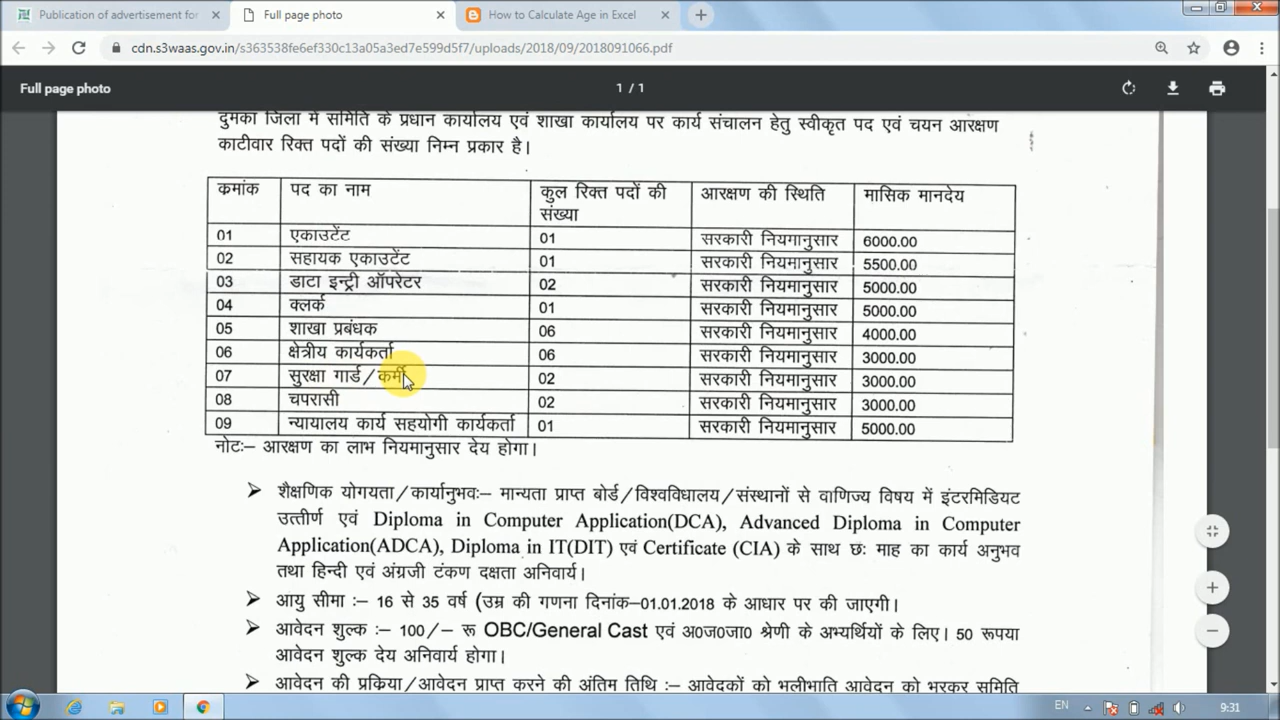 Publication of advertisement for
Full page photo
How to Calculate Age in Excel
cdn.s3waas.gov.in/s363538fe6ef330c13a05a3ed7e599d5f7/uploads/2018/09/2018091066.pdf
Full page photo
1 / 1
दुमका जिला में समिति के प्रधान कार्यालय एवं शाखा कार्यालय पर कार्य संचालन हेतु स्वीकृत पद एवं चयन आरक्षण
काटीवार रिक्त पदों की संख्या निम्न प्रकार है।
क्रमांक पद का नाम कुल रिक्त पदों की संख्या आरक्षण की स्थिति मासिक मानदेय
01 एकाउटेंट 01 सरकारी नियमानुसार 6000.00
02 सहायक एकाउटेंट 01 सरकारी नियमानुसार 5500.00
03 डाटा इन्ट्री ऑपरेटर 02 सरकारी नियमानुसार 5000.00
04 क्लर्क 01 सरकारी नियमानुसार 5000.00
05 शाखा प्रबंधक 06 सरकारी नियमानुसार 4000.00
06 क्षेत्रीय कार्यकर्ता 06 सरकारी नियमानुसार 3000.00
07 सुरक्षा गार्ड/कर्मी 02 सरकारी नियमानुसार 3000.00
08 चपरासी 02 सरकारी नियमानुसार 3000.00
09 न्यायालय कार्य सहयोगी कार्यकर्ता 01 सरकारी नियमानुसार 5000.00
नोटः– आरक्षण का लाभ नियमानुसार देय होगा।
➢ शैक्षणिक योगयता/कार्यानुभवः– मान्यता प्राप्त बोर्ड/विश्वविद्यालय/संस्थानों से वाणिज्य विषय में इंटरमिडियट
उत्तीर्ण एवं Diploma in Computer Application(DCA), Advanced Diploma in Computer
Application(ADCA), Diploma in IT(DIT) एवं Certificate (CIA) के साथ छः माह का कार्य अनुभव
तथा हिन्दी एवं अंग्रजी टंकण दक्षता अनिवार्य।
➢ आयु सीमा :– 16 से 35 वर्ष (उम्र की गणना दिनांक–01.01.2018 के आधार पर की जाएगी।
➢ आवेदन शुल्क :– 100/– रू OBC/General Cast एवं अ0ज0जा0 श्रेणी के अभ्यर्थियों के लिए। 50 रूपया
आवेदन शुल्क देय अनिवार्य होगा।
➢ आवेदन की प्रकिया/आवेदन प्राप्त करने की अंतिम तिथि :– आवेदकों को भलीभाति आवेदन को भरकर समिति
EN 9:31